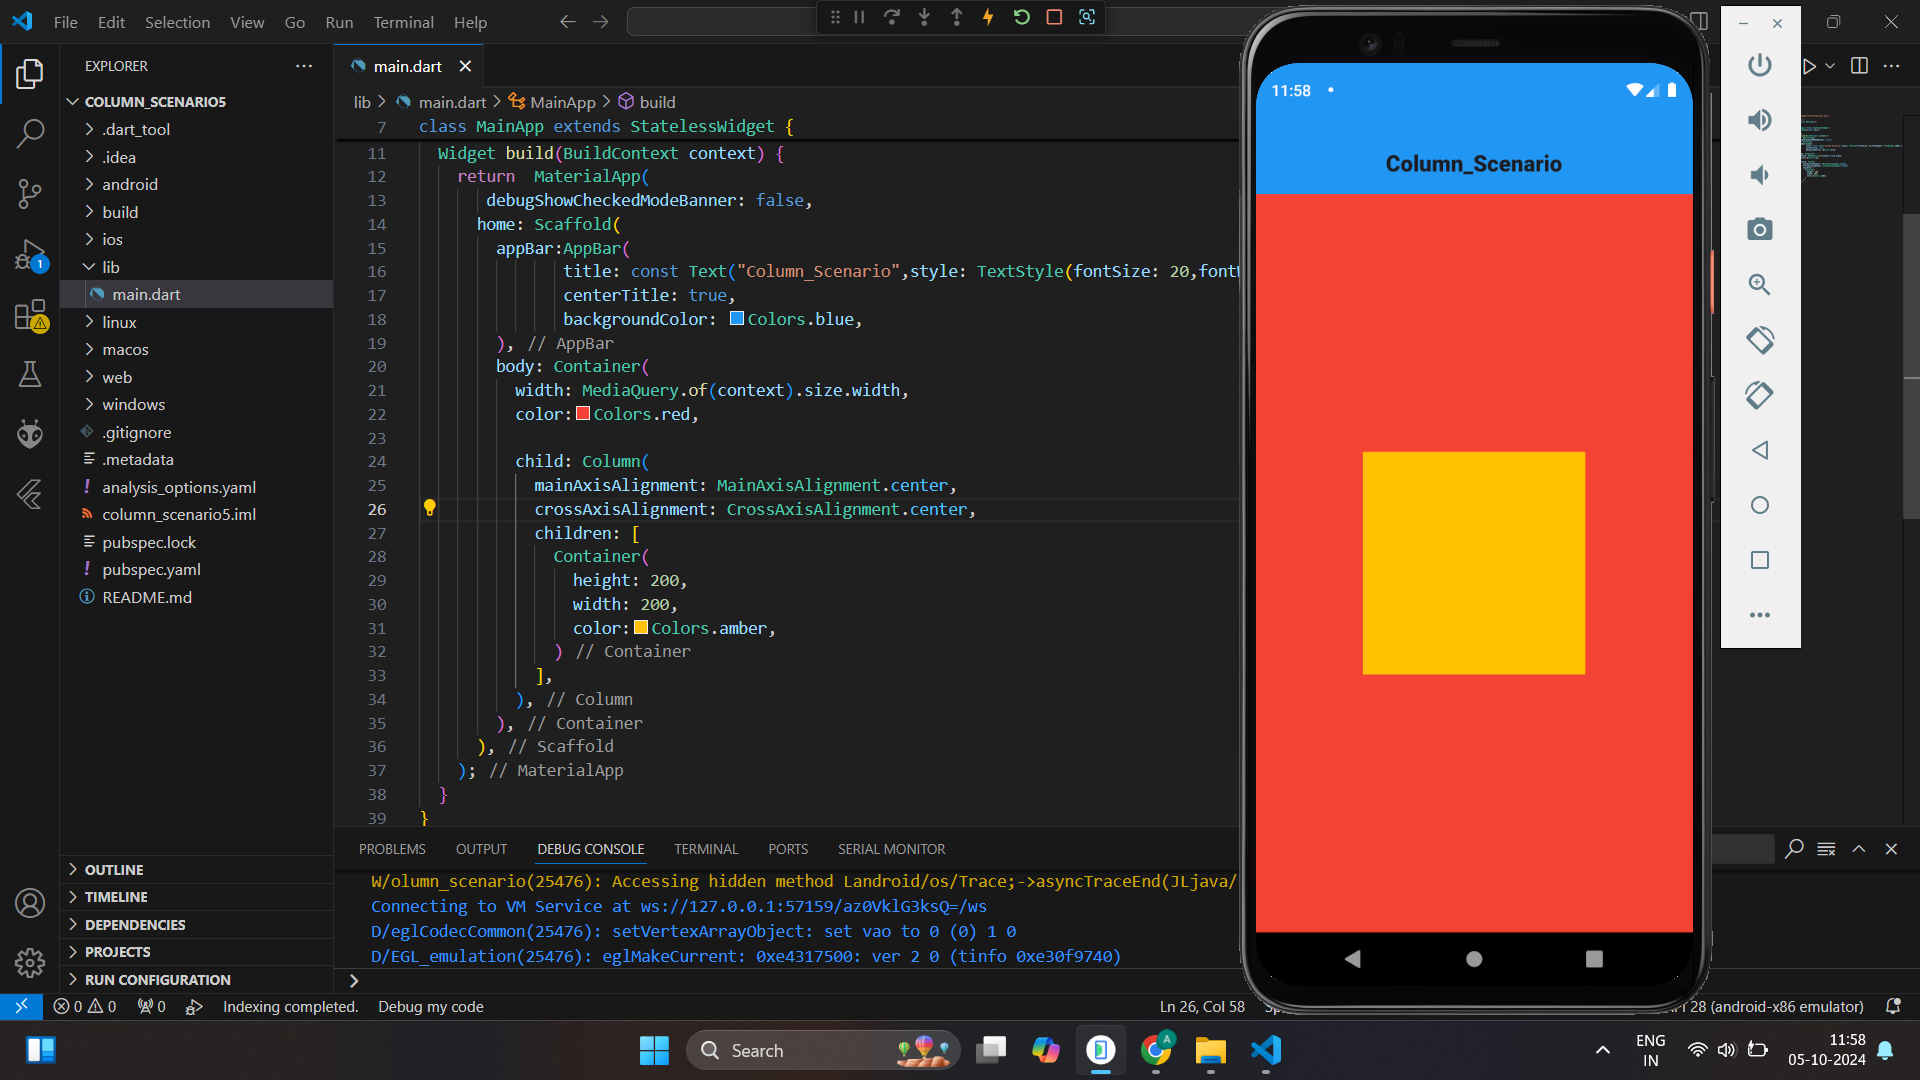 File Edit Selection View Go Run Terminal Help
EXPLORER
COLUMN_SCENARIO5
.dart_tool
.idea
android
build
ios
lib
main.dart
linux
macos
web
windows
.gitignore
.metadata
analysis_options.yaml
column_scenario5.iml
pubspec.lock
pubspec.yaml
README.md
OUTLINE
TIMELINE
DEPENDENCIES
PROJECTS
RUN CONFIGURATION
1
main.dart
lib > main.dart > MainApp > build
7 class MainApp extends StatelessWidget {
11 Widget build(BuildContext context) {
12 return MaterialApp(
13 debugShowCheckedModeBanner: false,
14 home: Scaffold(
15 appBar:AppBar(
16 title: const Text("Column_Scenario",style: TextStyle(fontSize: 20,
17 centerTitle: true,
18 backgroundColor: Colors.blue,
19 ), // AppBar
20 body: Container(
21 width: MediaQuery.of(context).size.width,
22 color: Colors.red,
23
24 child: Column(
25 mainAxisAlignment: MainAxisAlignment.center,
26 crossAxisAlignment: CrossAxisAlignment.center,
27 children: [
28 Container(
29 height: 200,
30 width: 200,
31 color: Colors.amber,
32 ) // Container
33 ],
34 ), // Column
35 ), // Container
36 ), // Scaffold
37 ); // MaterialApp
38 }
39 }
PROBLEMS OUTPUT DEBUG CONSOLE TERMINAL PORTS SERIAL MONITOR
W/olumn_scenario(25476): Accessing hidden method Landroid/os/Trace;->asyncTraceEnd(JLjava/
Connecting to VM Service at ws://127.0.0.1:57159/az0VklG3ksQ=/ws
D/eglCodecCommon(25476): setVertexArrayObject: set vao to 0 (0) 1 0
D/EGL_emulation(25476): eglMakeCurrent: 0xe4317500: ver 2 0 (tinfo 0xe30f9740)
11:58
Column_Scenario
0 0 0 Indexing completed. Debug my code Ln 26, Col 58 28 (android-x86 emulator)
Search
A
ENG
IN
11:58
05-10-2024